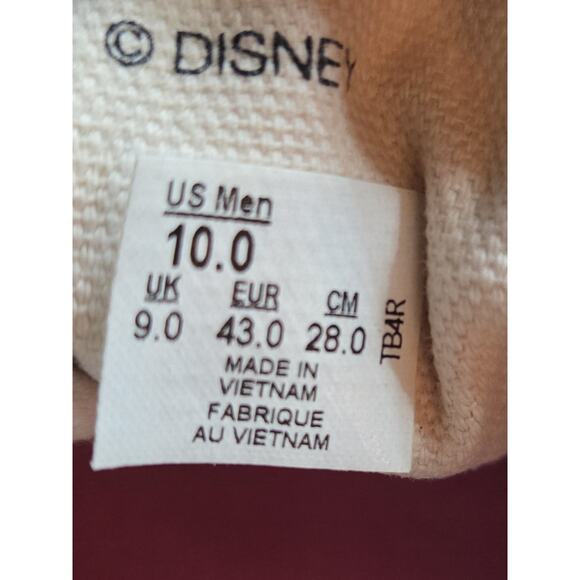 © DISNEY
US Men
10.0
UK EUR CM
9.0 43.0 28.0
TB4R
MADE IN
VIETNAM
FABRIQUE
AU VIETNAM